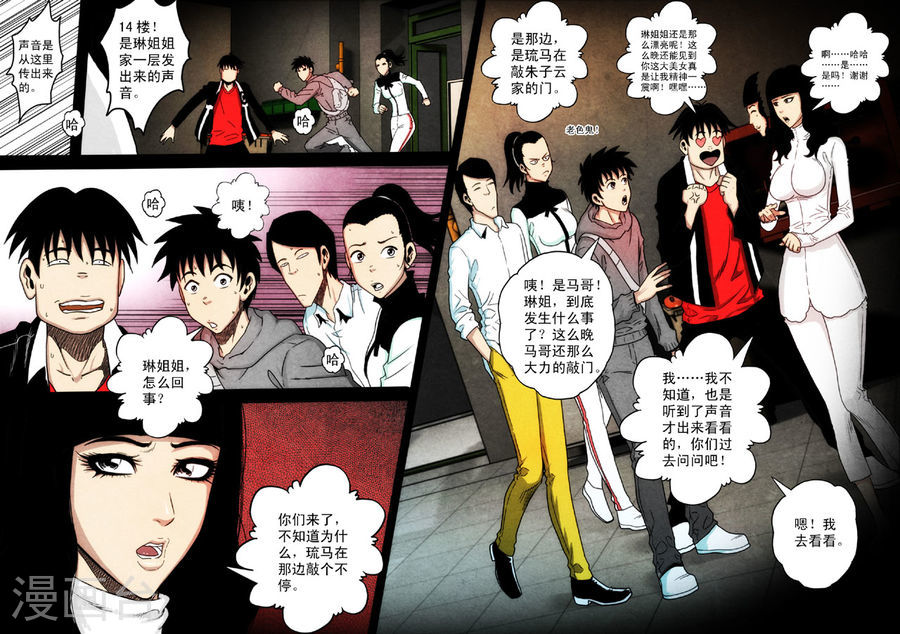 声音是
从这里
传出来
的。
14楼！
是琳姐姐
家一层发
出来的声
音。
哈
哈
哈
咦！
哈
琳姐姐，
怎么回
事？
你们来了，
不知道为什
么，琉马在
那边敲个不
停。
是那边，
是琉马在
敲朱子云
家的门。
琳姐姐还是那
么漂亮呢！这
么晚还能见到
你这大美女真
是让我精神一
震啊！嘿嘿……
啊……哈哈
……是……
是吗！谢谢
……
老色鬼！
咦！是马哥！
琳姐，到底
发生什么事
了？这么晚
马哥还那么
大力的敲门。
我……我不
知道，也是
听到了声音
才出来看看
的，你们过
去问问吧！
嗯！我
去看看。
漫画台